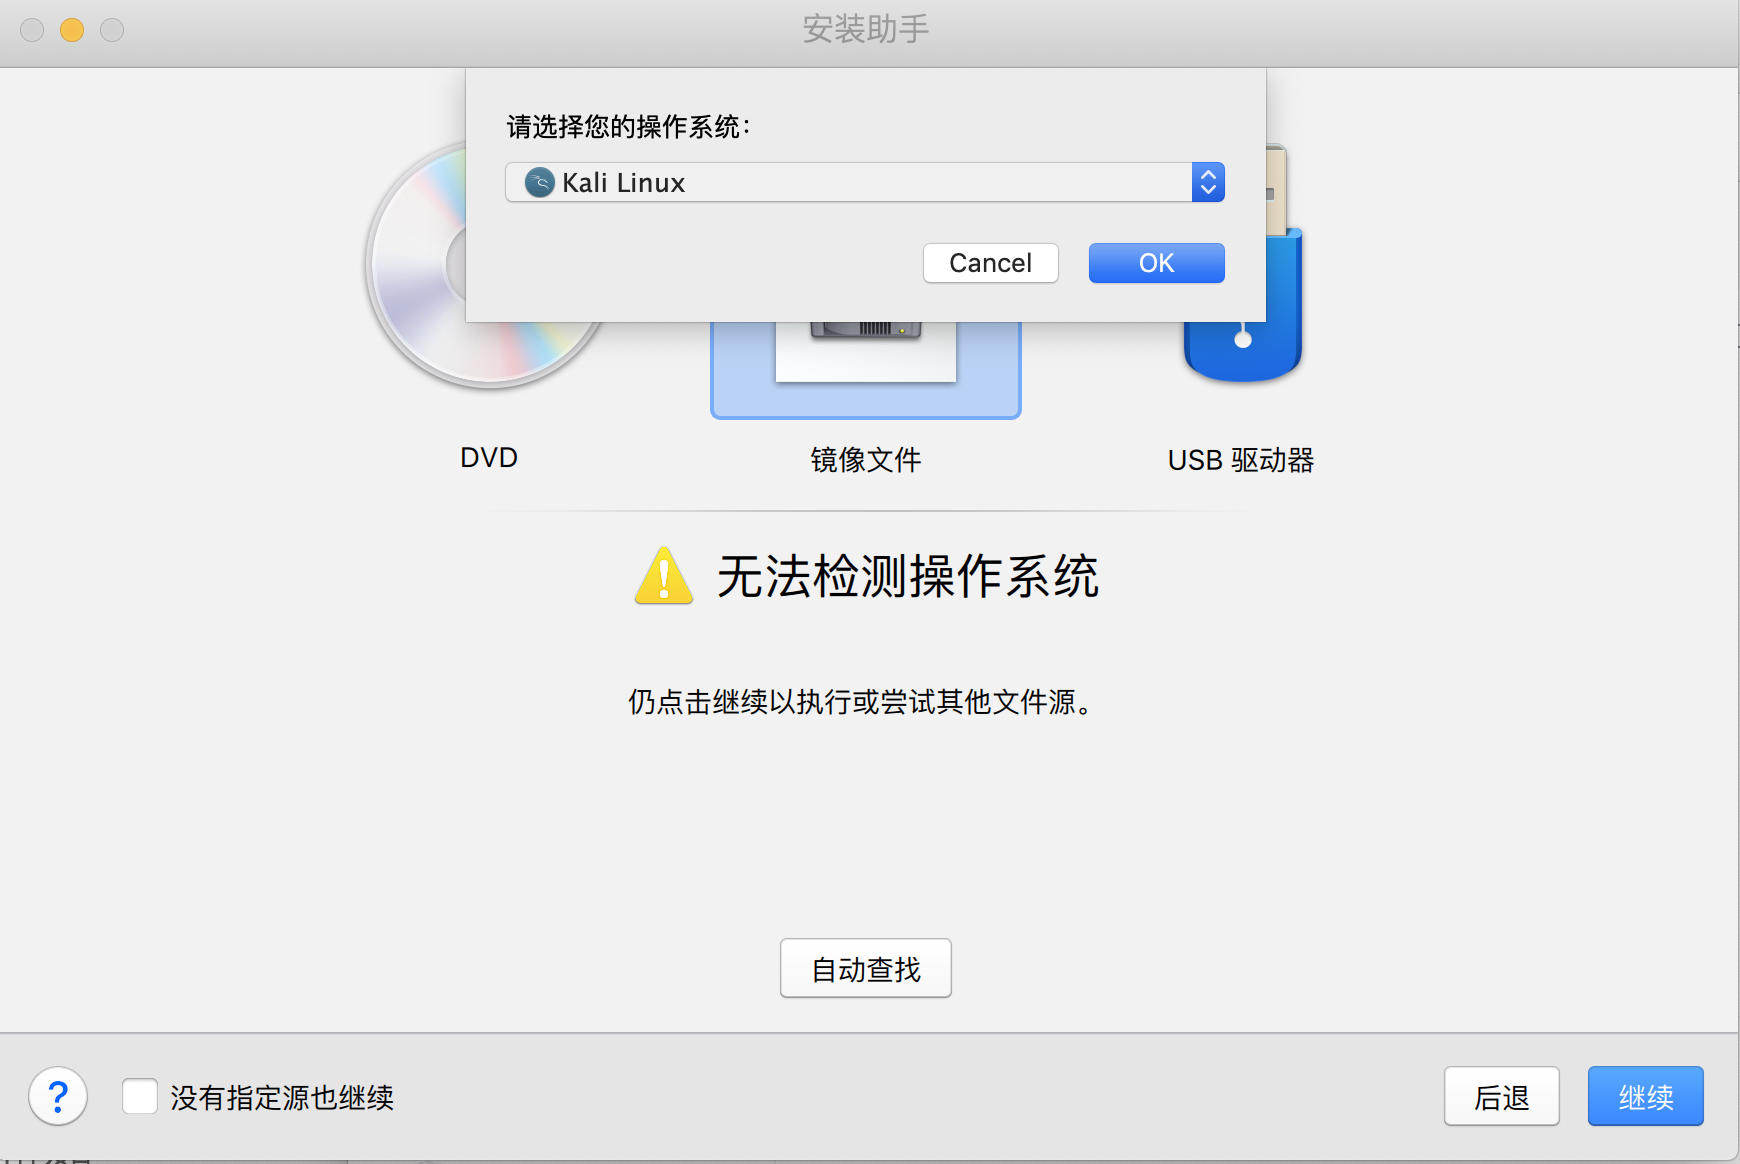 安装助手
请选择您的操作系统：
Kali Linux
Cancel
OK
DVD
镜像文件
USB 驱动器
无法检测操作系统
仍点击继续以执行或尝试其他文件源。
自动查找
?
没有指定源也继续
后退
继续